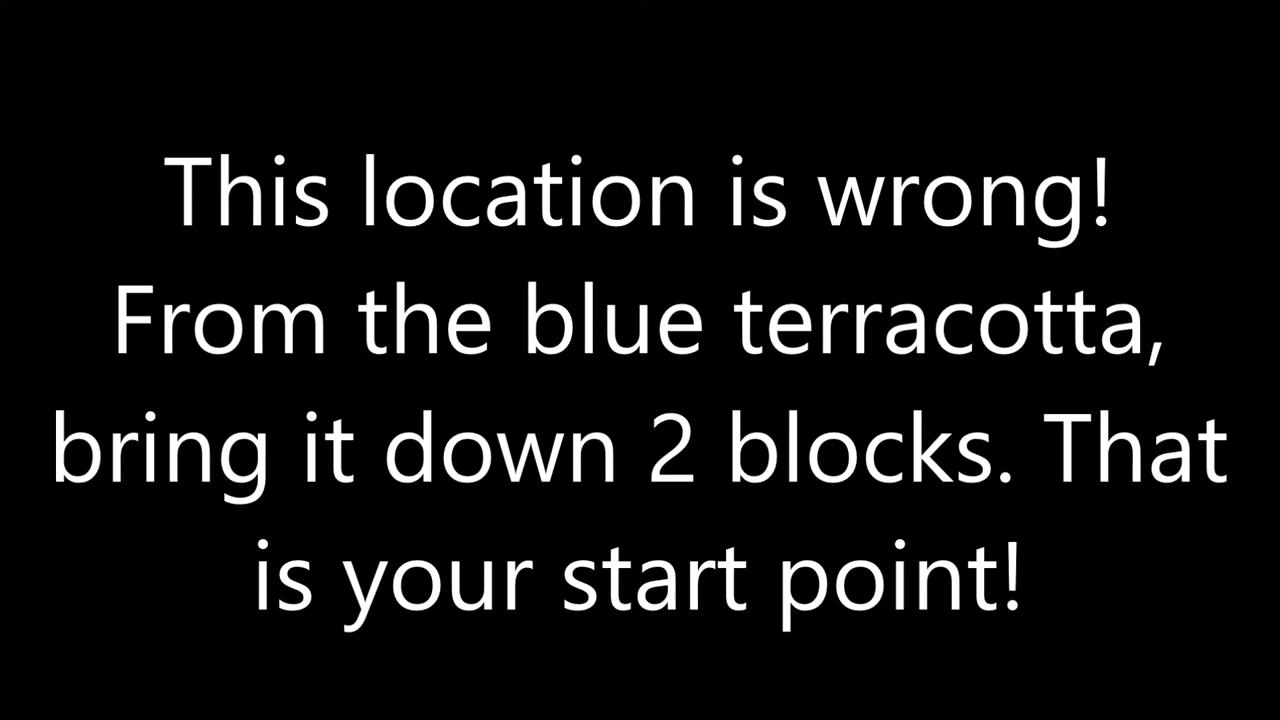 This location is wrong!
From the blue terracotta,
bring it down 2 blocks. That
is your start point!